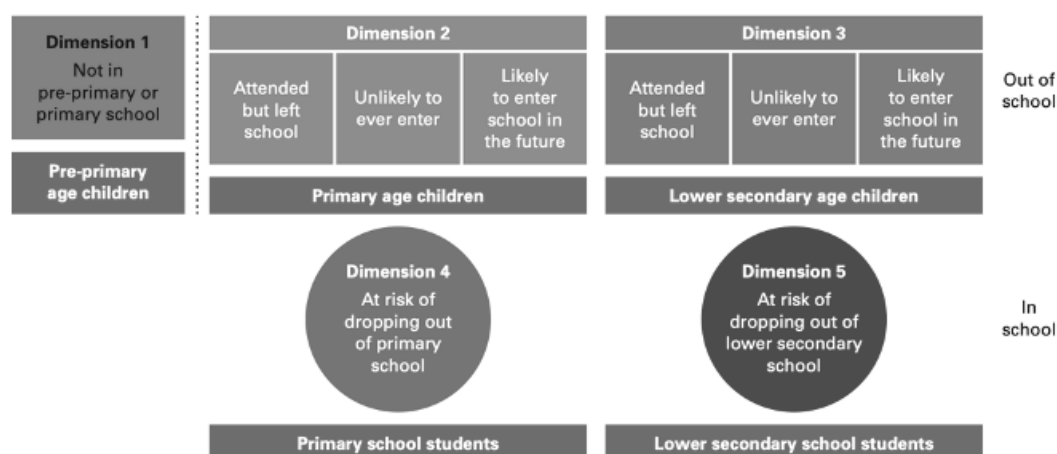 Dimension 1
Not in
pre-primary or
primary school
Pre-primary
age children
Dimension 2
Attended
but left
school
Unlikely to
ever enter
Likely
to enter
school in
the future
Primary age children
Dimension 3
Attended
but left
school
Unlikely to
ever enter
Likely
to enter
school in
the future
Lower secondary age children
Out of
school
Dimension 4
At risk of
dropping out
of primary
school
Primary school students
Dimension 5
At risk of
dropping out of
lower secondary
school
Lower secondary school students
In
school